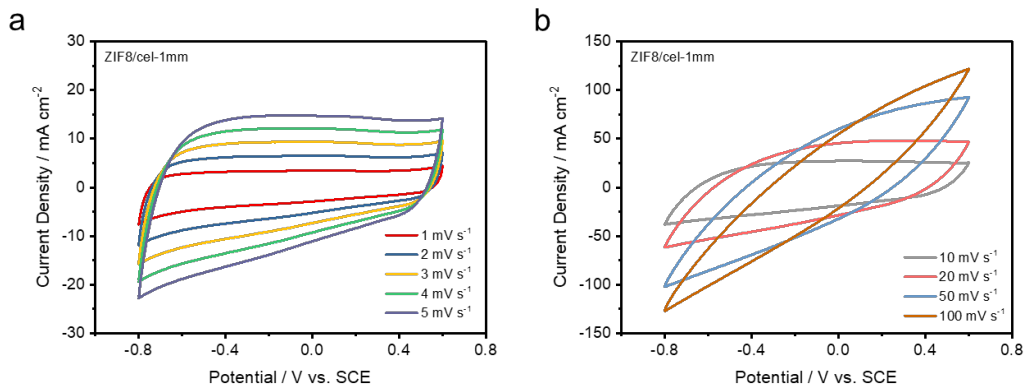 a
ZIF8/cel-1mm
30
20
10
0
-10
-20
-30
-0.8
-0.4
0.0
0.4
0.8
Current Density / mA cm⁻²
Potential / V vs. SCE
1 mV s⁻¹
2 mV s⁻¹
3 mV s⁻¹
4 mV s⁻¹
5 mV s⁻¹
b
ZIF8/cel-1mm
150
100
50
0
-50
-100
-150
-0.8
-0.4
0.0
0.4
0.8
Current Density / mA cm⁻²
Potential / V vs. SCE
10 mV s⁻¹
20 mV s⁻¹
50 mV s⁻¹
100 mV s⁻¹